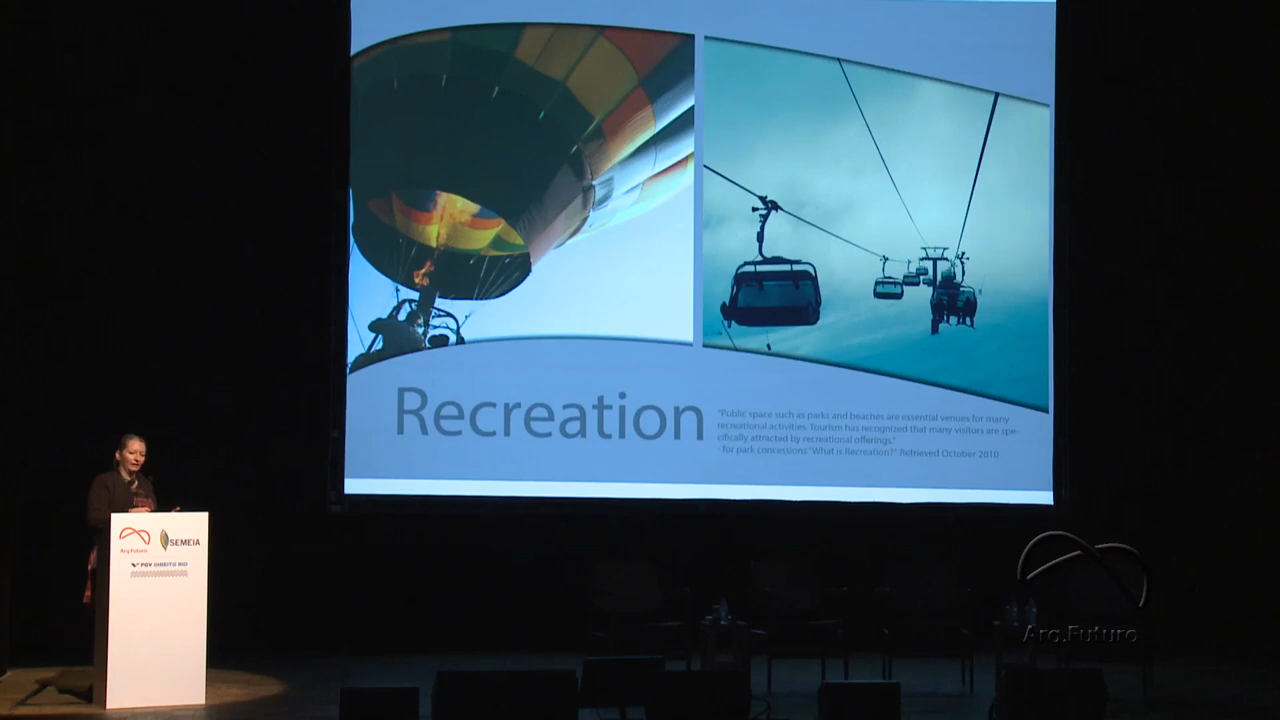 Recreation
"Public space such as parks and beaches are essential venues for many
recreational activities. Tourism has recognized that many visitors are spe-
cifically attracted by recreational offerings."
- for park concessions "What is Recreation?" Retrieved October 2010
Arq.Futuro
SEMEIA
FGV DIREITO RIO
Arq.Futuro